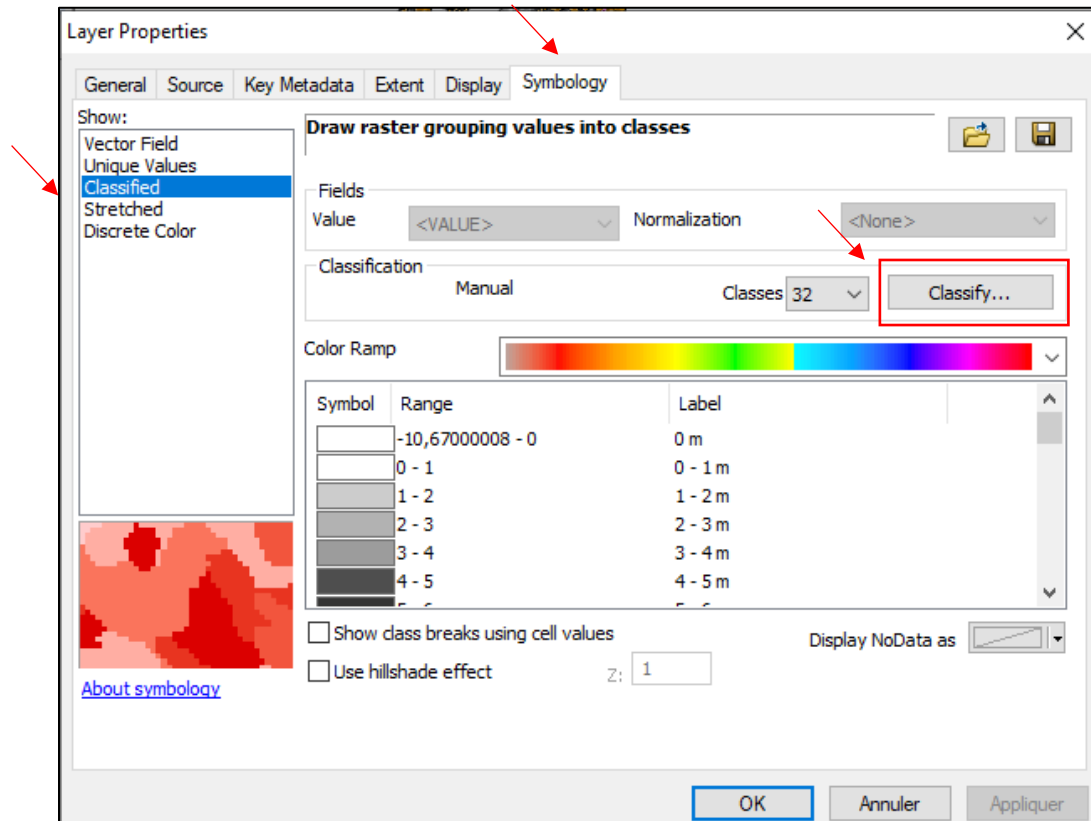 Layer Properties
General Source Key Metadata Extent Display Symbology
Show:
Vector Field
Unique Values
Classified
Stretched
Discrete Color
Draw raster grouping values into classes
Fields
Value <VALUE> Normalization <None>
Classification
Manual Classes 32 Classify...
Color Ramp
Symbol Range Label
-10,67000008 - 0 0 m
0 - 1 0 - 1 m
1 - 2 1 - 2 m
2 - 3 2 - 3 m
3 - 4 3 - 4 m
4 - 5 4 - 5 m
Show class breaks using cell values Display NoData as
Use hillshade effect Z: 1
About symbology
OK Annuler Appliquer